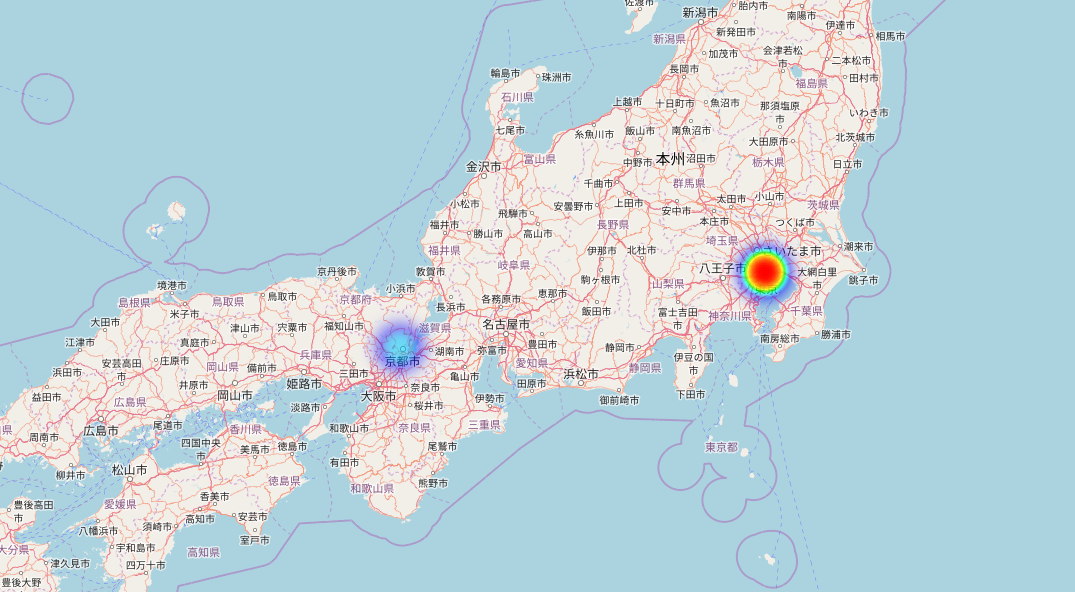 佐渡市
新潟市
胎内市
南陽市
伊達市
相馬市
新潟県
新発田市
加茂市
会津若松
市
二本松市
田村市
輪島市
珠洲市
長岡市
福島県
石川県
上越市
十日町市
魚沼市
那須塩原
市
いわき市
七尾市
糸魚川市
飯山市
南魚沼市
大田原市
北茨城市
富山県
金沢市
中野市
本州
沼田市
栃木県
日立市
千曲市
群馬県
小松市
飛騨市
安曇野市
上田市
安中市
太田市
小山市
茨城県
福井市
勝山市
高山市
長野県
本庄市
つくば市
福井県
岐阜県
伊那市
北杜市
埼玉県
いたま市
潮来市
京丹後市
敦賀市
八王子市
大網白里
市
銚子市
境港市
小浜市
駒ヶ根市
山梨県
島根県
鳥取県
鳥取市
京都府
長浜市
各務原市
恵那市
飯田市
富士吉田
市
神奈川県
千葉県
大田市
米子市
津山市
宍粟市
福知山市
滋賀県
名古屋市
江津市
真庭市
兵庫県
京都市
湖南市
弥富市
豊田市
静岡市
南房総市
勝浦市
浜田市
安芸高田
市
庄原市
岡山県
備前市
三田市
亀山市
愛知県
浜松市
静岡県
伊豆の国
市
益田市
井原市
姫路市
奈良市
田原市
御前崎市
下田市
広島県
岡山市
淡路市
大阪市
桜井市
伊勢市
県
周南市
広島市
尾道市
香川県
和歌山市
奈良県
三重県
四国中央
市
美馬市
徳島市
尾鷲市
東京都
柳井市
松山市
有田市
徳島県
和歌山県
熊野市
豊後高田
市
愛媛県
香美市
八幡浜市
須崎市
高知市
安芸市
室戸市
大分県
宇和島市
高知県
津久見市
四万十市
豊後大野